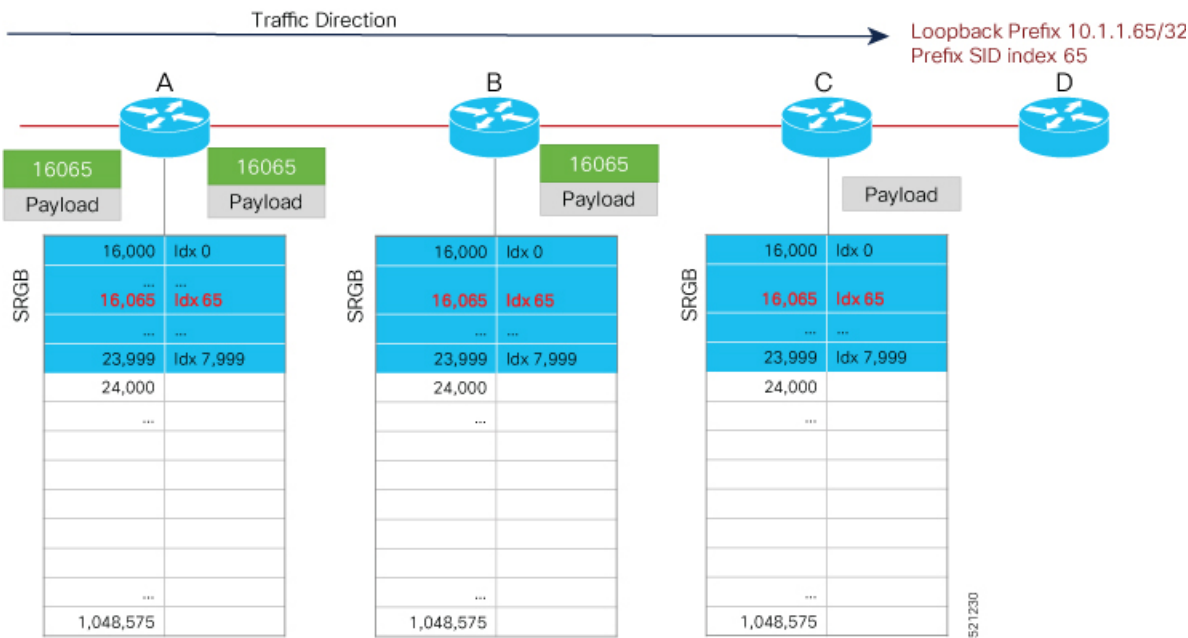 Traffic Direction
Loopback Prefix 10.1.1.65/32
Prefix SID index 65
A
B
C
D
16065
Payload
16065
Payload
16065
Payload
Payload
SRGB
16,000 Idx 0
... ...
16,065 Idx 65
... ...
23,999 Idx 7,999
24,000
...
...
1,048,575
SRGB
16,000 Idx 0
16,065 Idx 65
... ...
23,999 Idx 7,999
24,000
...
...
1,048,575
SRGB
16,000 Idx 0
16,065 Idx 65
... ...
23,999 Idx 7,999
24,000
...
...
1,048,575
521230